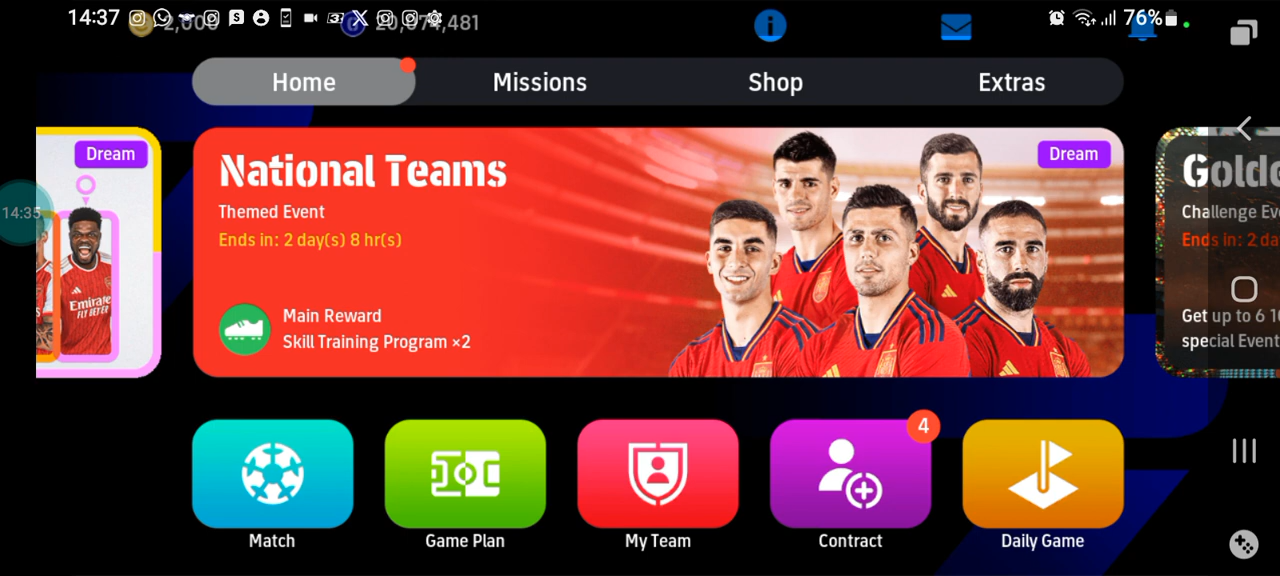 14:37
2,000
76%
Home
Missions
Shop
Extras
Dream
National Teams
Themed Event
Ends in: 2 day(s) 8 hr(s)
Main Reward
Skill Training Program ×2
Dream
14:35
Emirates
FLY BETTER
Challenge
Ends in: 2
Get up to 6
special Event
4
Match
Game Plan
My Team
Contract
Daily Game